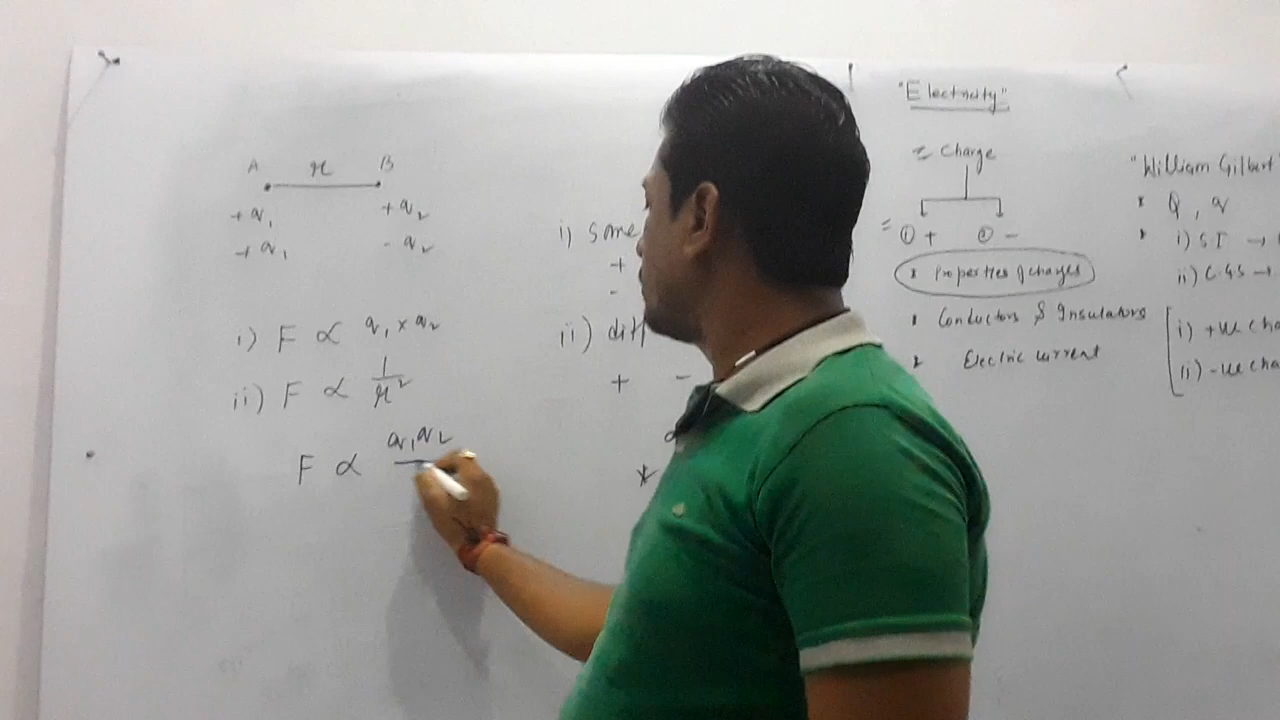 A r B
+q₁ +q₂
+q₁ -q₂
i) F ∝ q₁ × q₂
ii) F ∝ 1/r²
F ∝ q₁q₂
i) same
+
-
ii) diff
+ -
"Electricity"
Charge
① + ② -
* Properties of charges
Conductors & Insulators
Electric current
"William Gilbert"
* Q, q
i) SI →
ii) C.G.S →
i) +ve cha
(ii) -ve cha